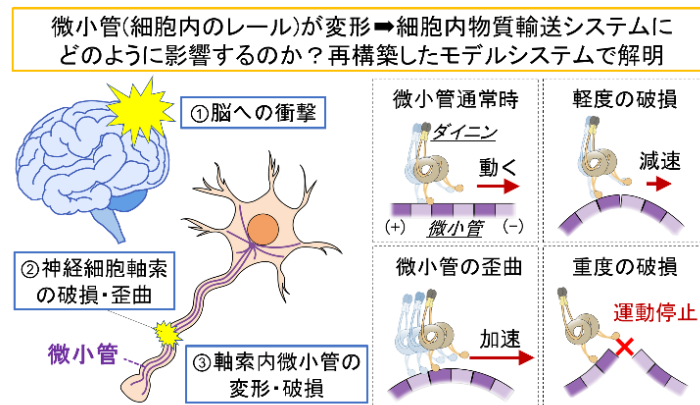 微小管(細胞内のレール)が変形➡細胞内物質輸送システムに
どのように影響するのか？再構築したモデルシステムで解明
①脳への衝撃
②神経細胞軸索
の破損・歪曲
微小管
③軸索内微小管の
変形・破損
微小管通常時
ダイニン
動く
(+) 微小管 (-)
軽度の破損
減速
微小管の歪曲
加速
重度の破損
運動停止